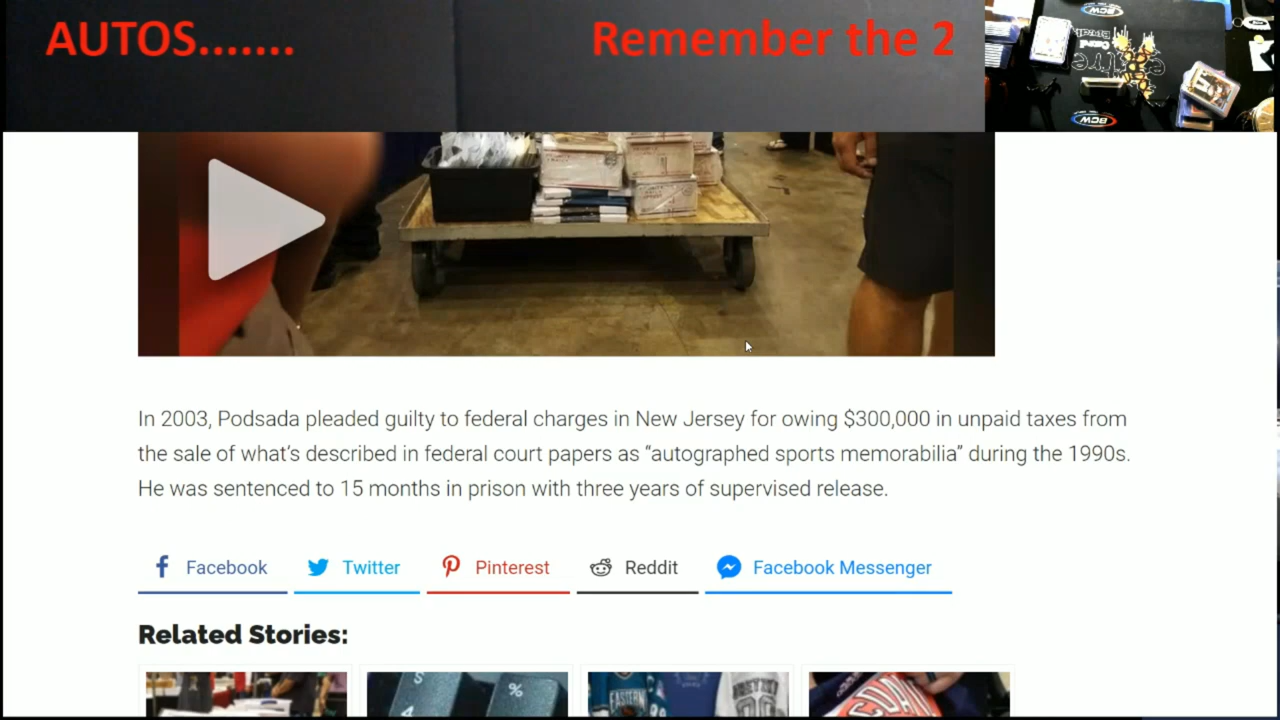 AUTOS.......
Remember the 2
BCW
BCW
In 2003, Podsada pleaded guilty to federal charges in New Jersey for owing $300,000 in unpaid taxes from
the sale of what's described in federal court papers as “autographed sports memorabilia” during the 1990s.
He was sentenced to 15 months in prison with three years of supervised release.
Facebook
Twitter
Pinterest
Reddit
Facebook Messenger
Related Stories:
S
%
EASTERN